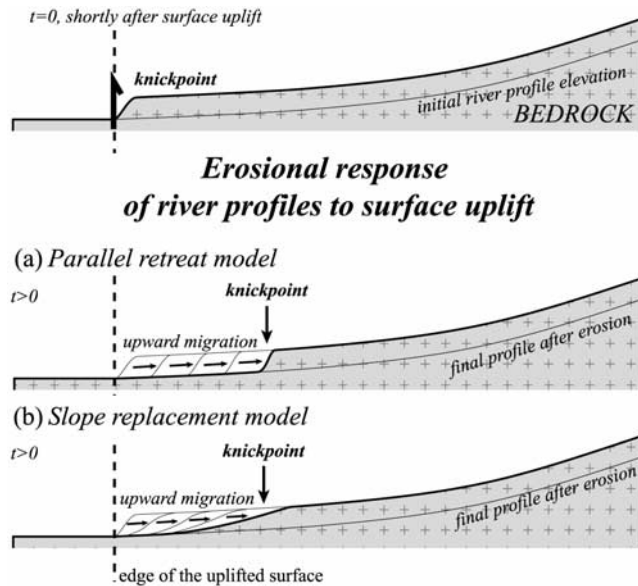 t=0, shortly after surface uplift
knickpoint
initial river profile elevation
BEDROCK
Erosional response
of river profiles to surface uplift
(a) Parallel retreat model
t>0
knickpoint
upward migration
final profile after erosion
(b) Slope replacement model
t>0
knickpoint
upward migration
final profile after erosion
edge of the uplifted surface